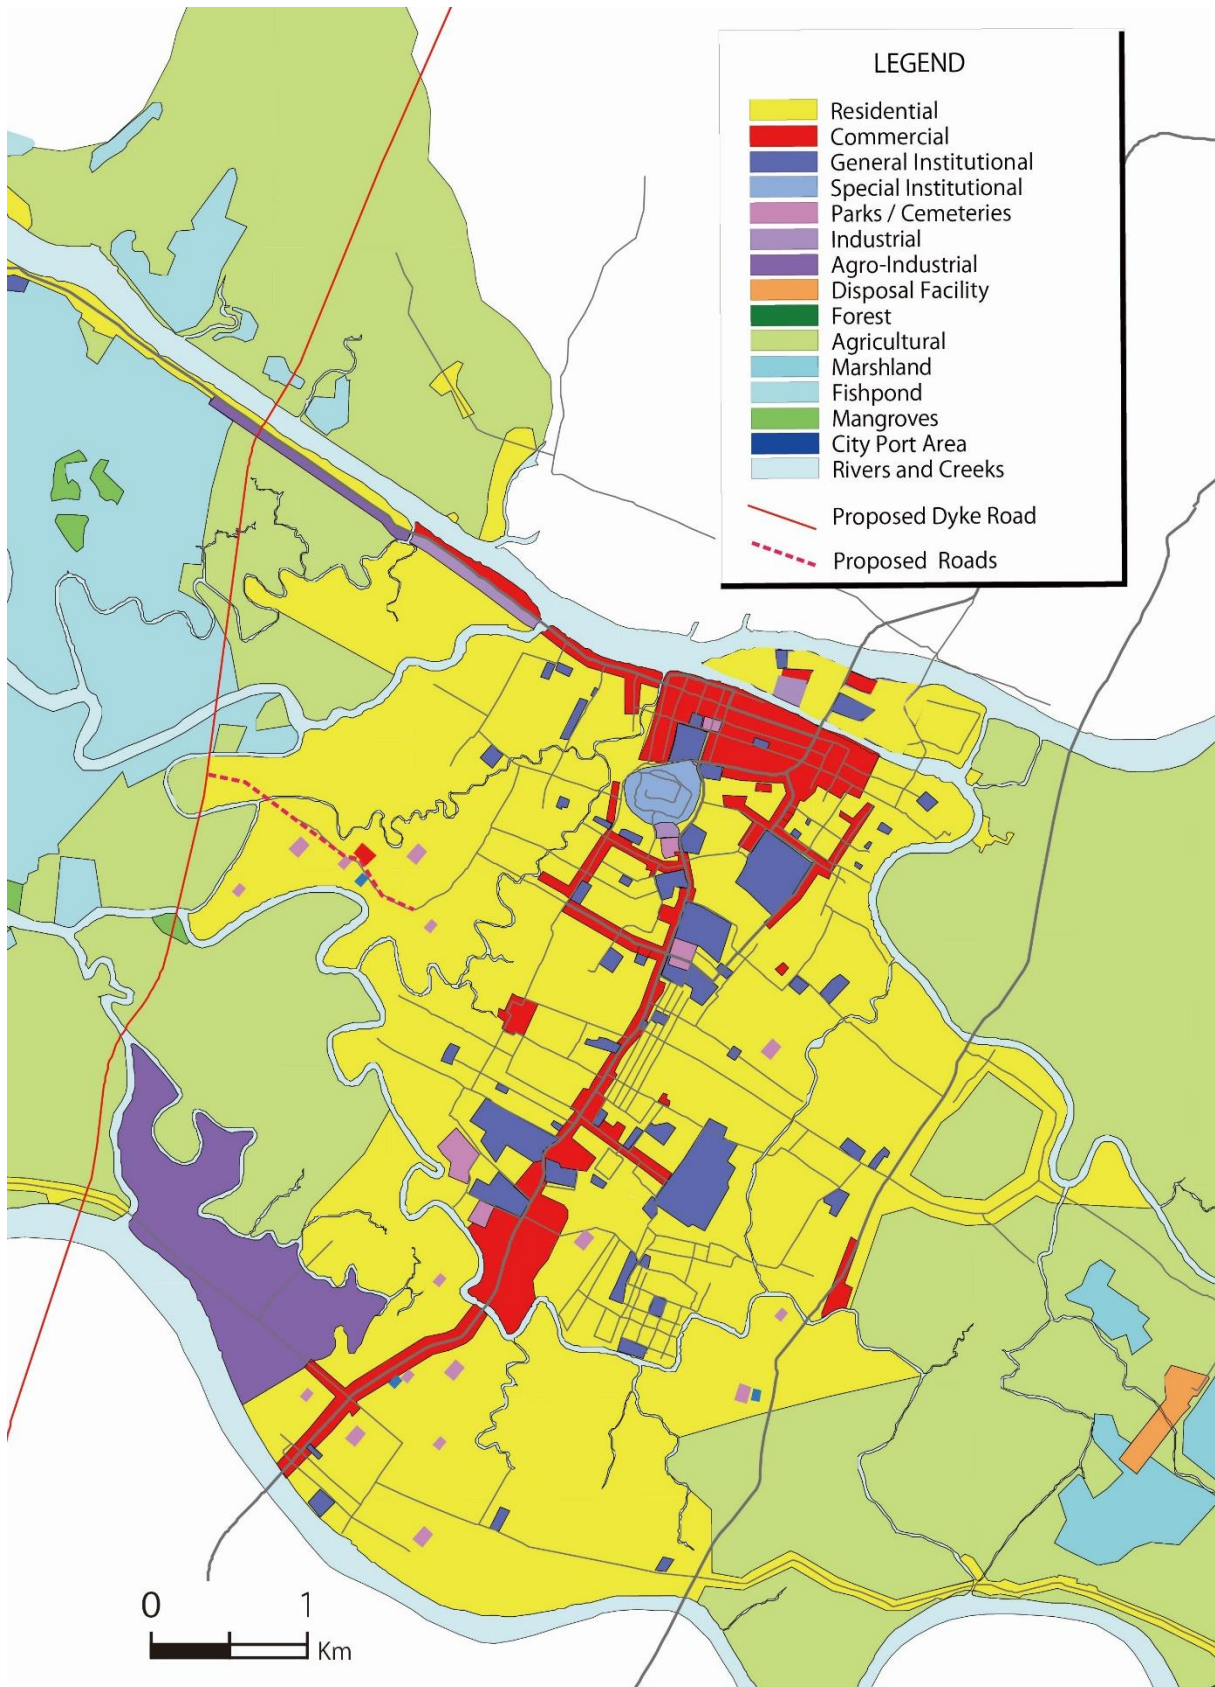 LEGEND
Residential
Commercial
General Institutional
Special Institutional
Parks / Cemeteries
Industrial
Agro-Industrial
Disposal Facility
Forest
Agricultural
Marshland
Fishpond
Mangroves
City Port Area
Rivers and Creeks
Proposed Dyke Road
Proposed Roads
0 1
Km